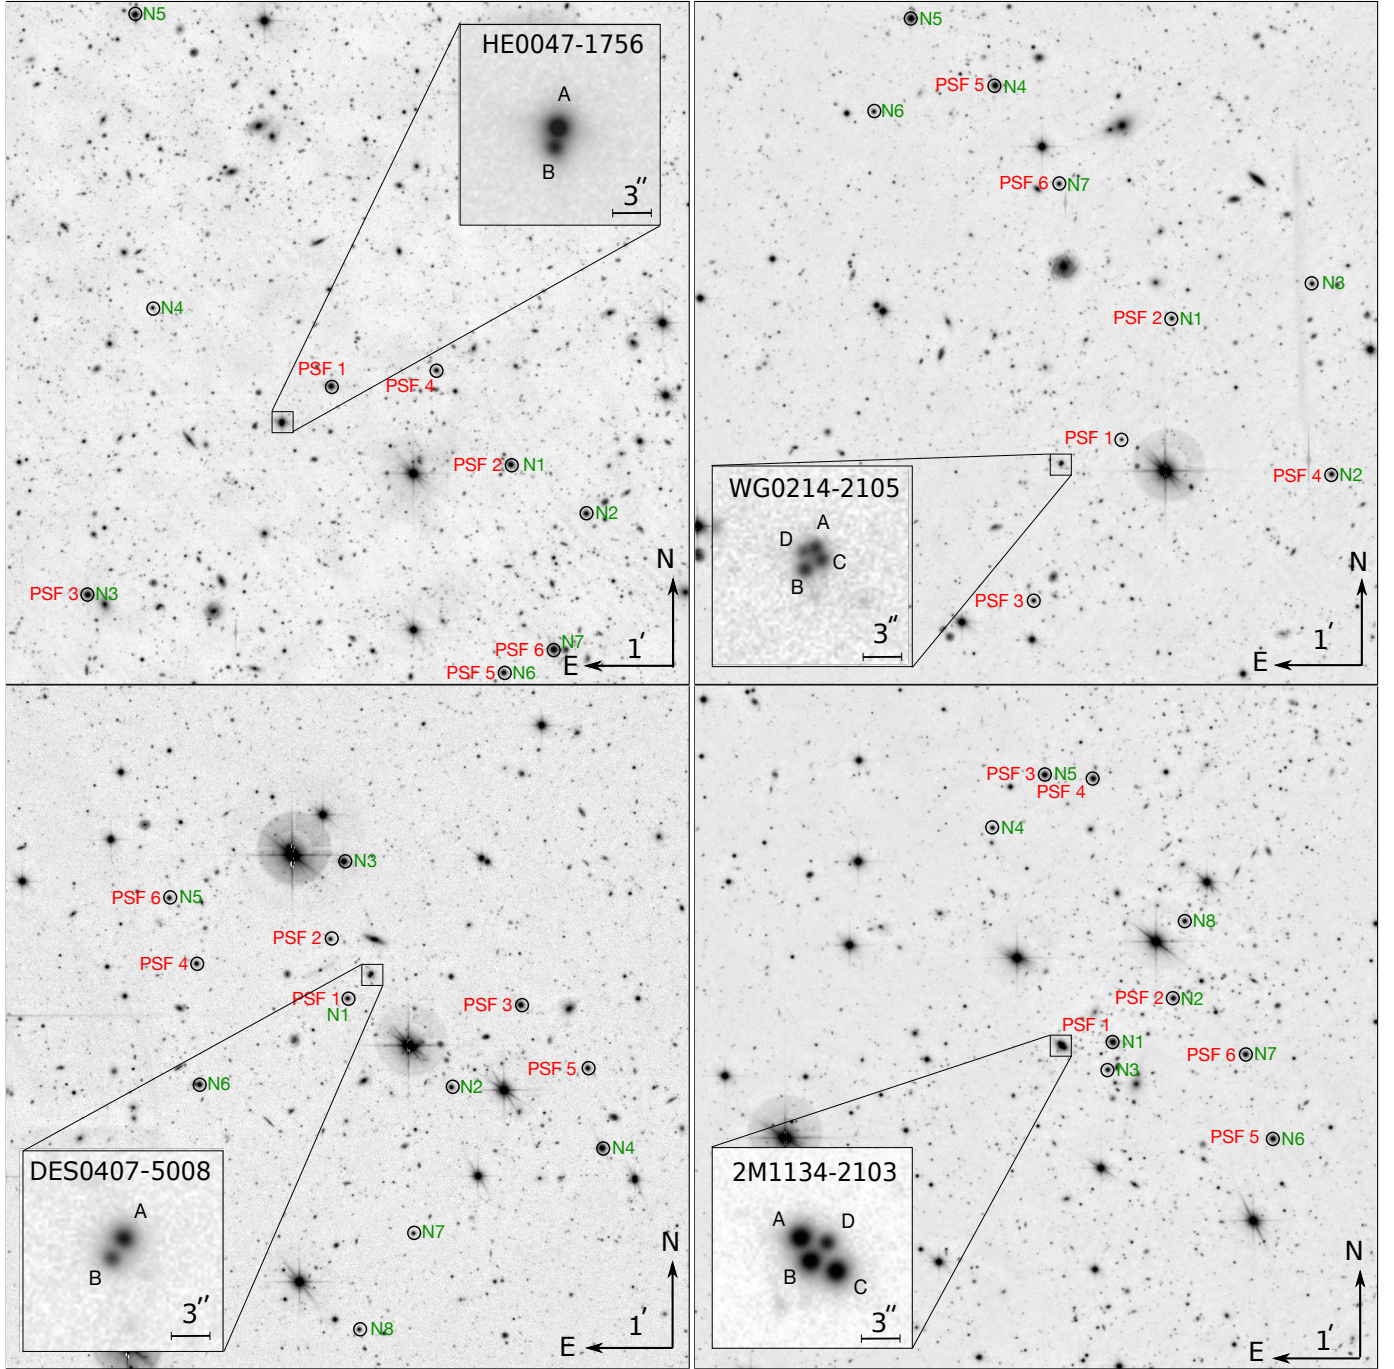 N5
HE0047-1756
A
B
3″
N4
PSF 1
PSF 4
PSF 2 N1
N2
PSF 3 N3
N
1′
E
PSF 6 N7
PSF 5 N6
N5
PSF 5 N4
N6
PSF 6 N7
N3
PSF 2 N1
PSF 1
PSF 4 N2
WG0214-2105
A
D
C
B
3″
PSF 3
N
1′
E
N3
PSF 6 N5
PSF 2
PSF 4
PSF 1
N1
PSF 3
PSF 5
N6
N2
N4
DES0407-5008
A
B
3″
N7
N8
N
1′
E
PSF 3 N5
PSF 4
N4
N8
PSF 2 N2
PSF 1
N1
PSF 6 N7
N3
PSF 5 N6
2M1134-2103
A
D
B
C
3″
N
1′
E